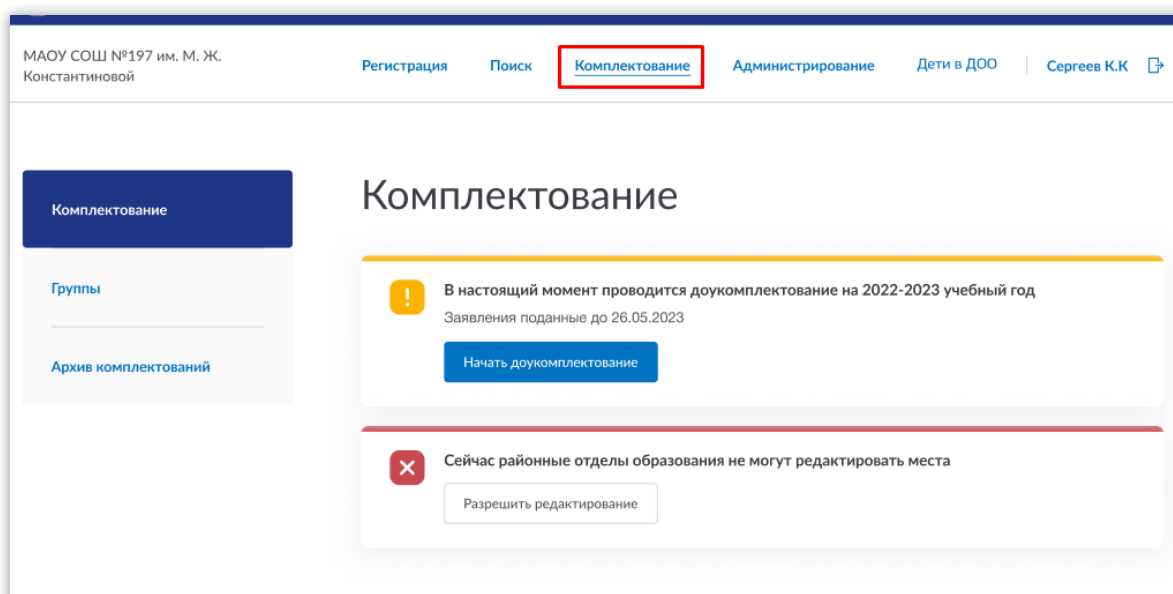 МАОУ СОШ №197 им. М. Ж.
Константиновой
Регистрация Поиск Комплектование Администрирование Дети в ДОО Сергеев К.К
Комплектование
Группы
Архив комплектований
Комплектование
В настоящий момент проводится доукомплектование на 2022-2023 учебный год
Заявления поданные до 26.05.2023
Начать доукомплектование
Сейчас районные отделы образования не могут редактировать места
Разрешить редактирование